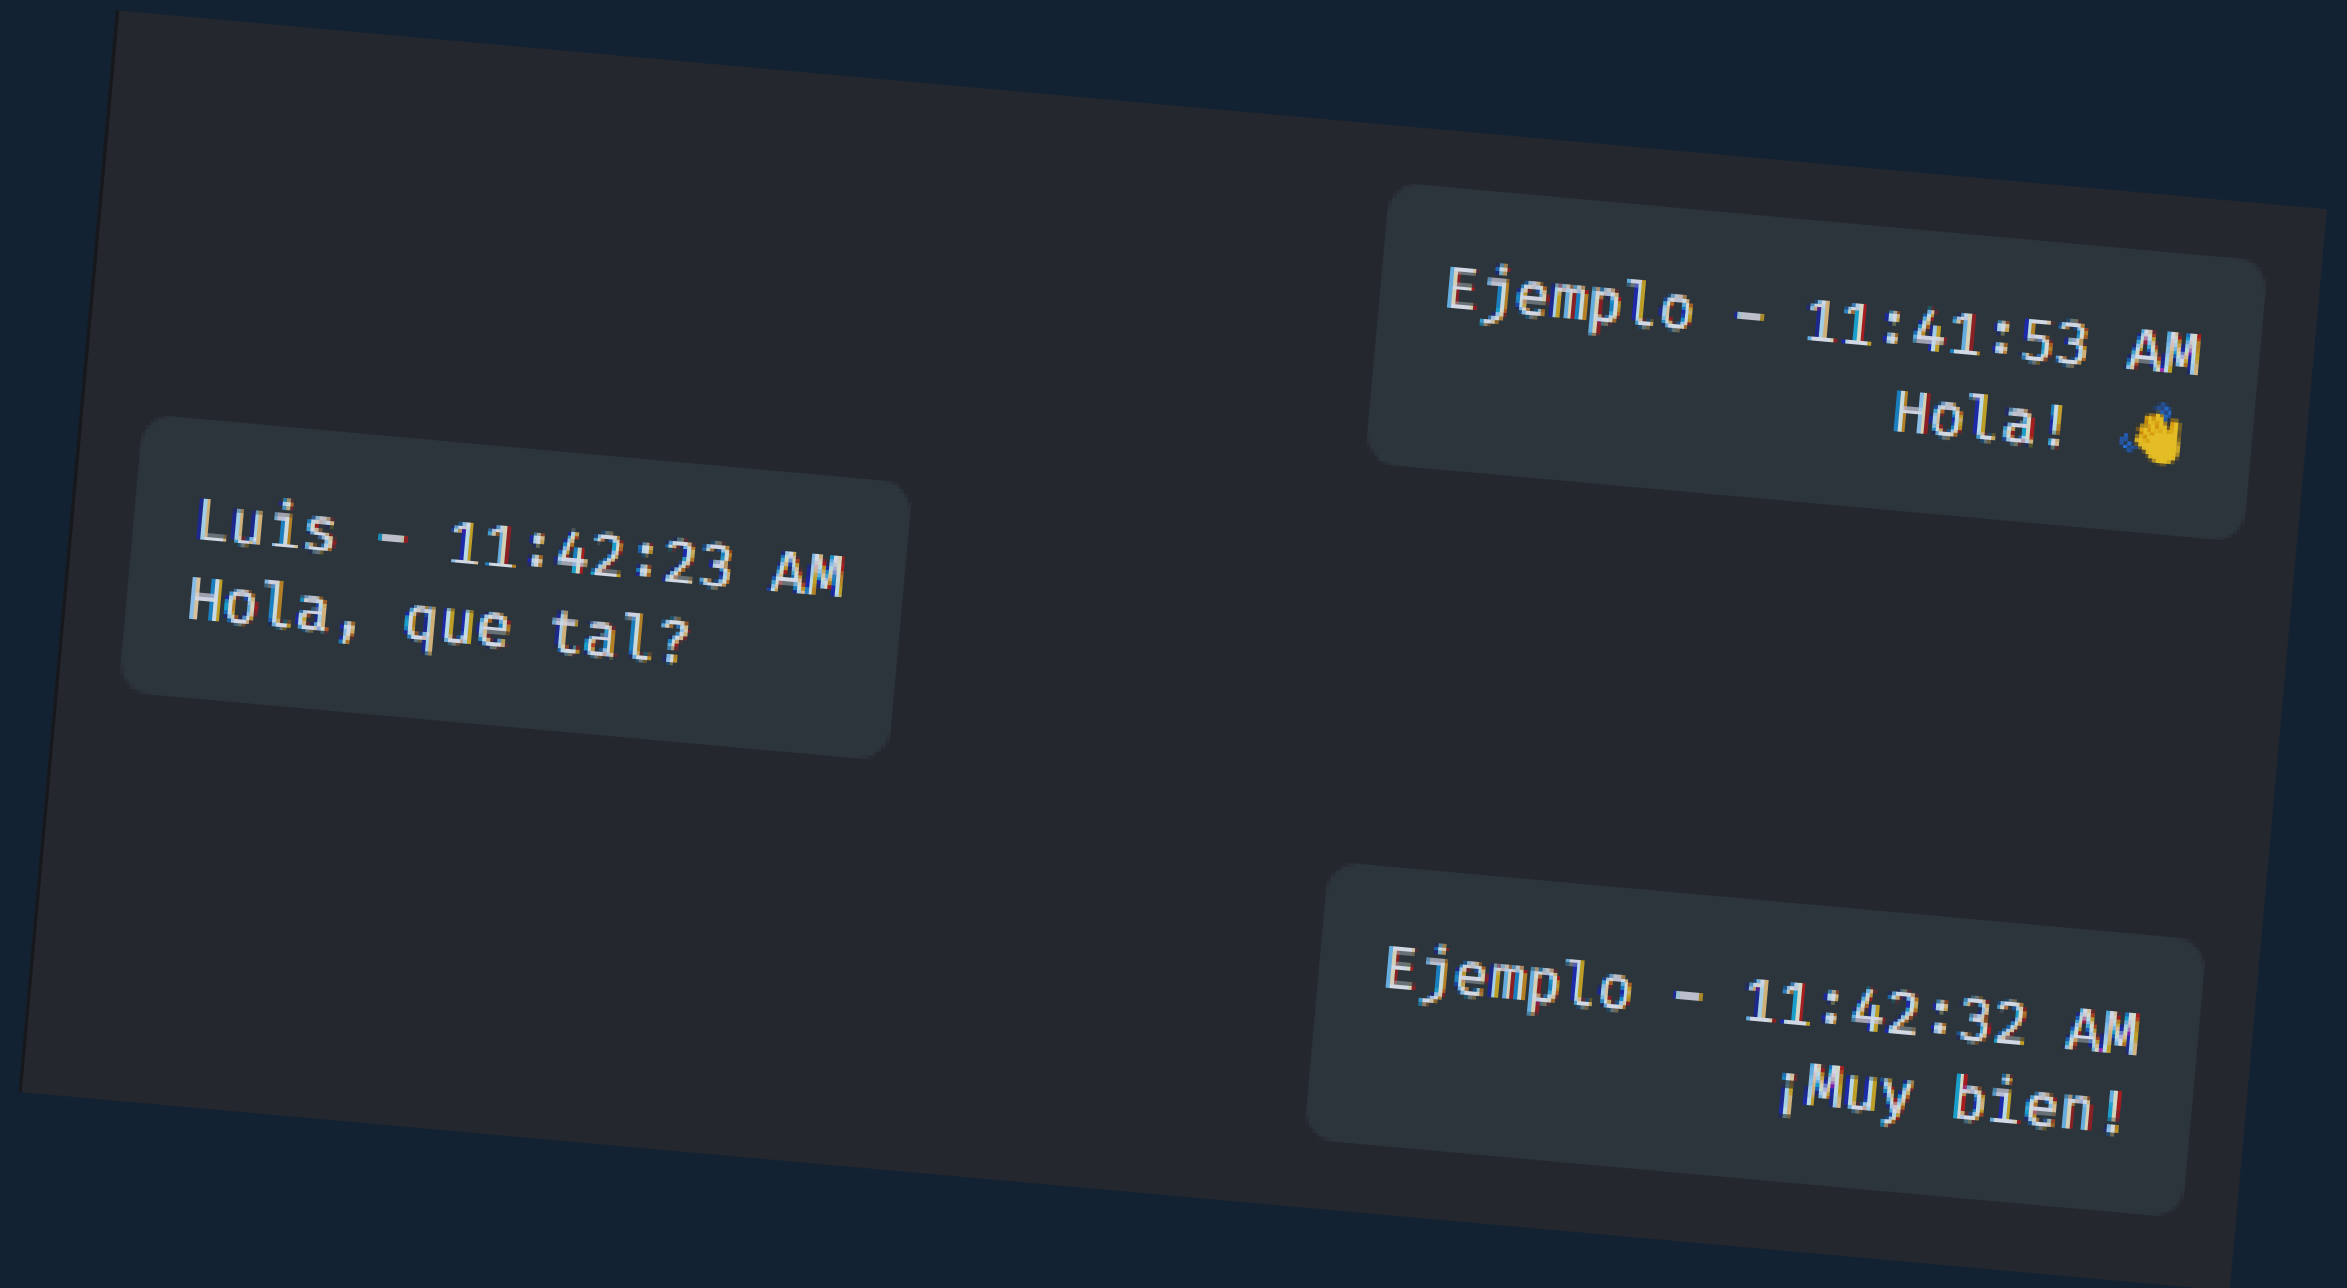 Ejemplo - 11:41:53 AM
Hola! 👋
Luis - 11:42:23 AM
Hola, que tal?
Ejemplo - 11:42:32 AM
¡Muy bien!